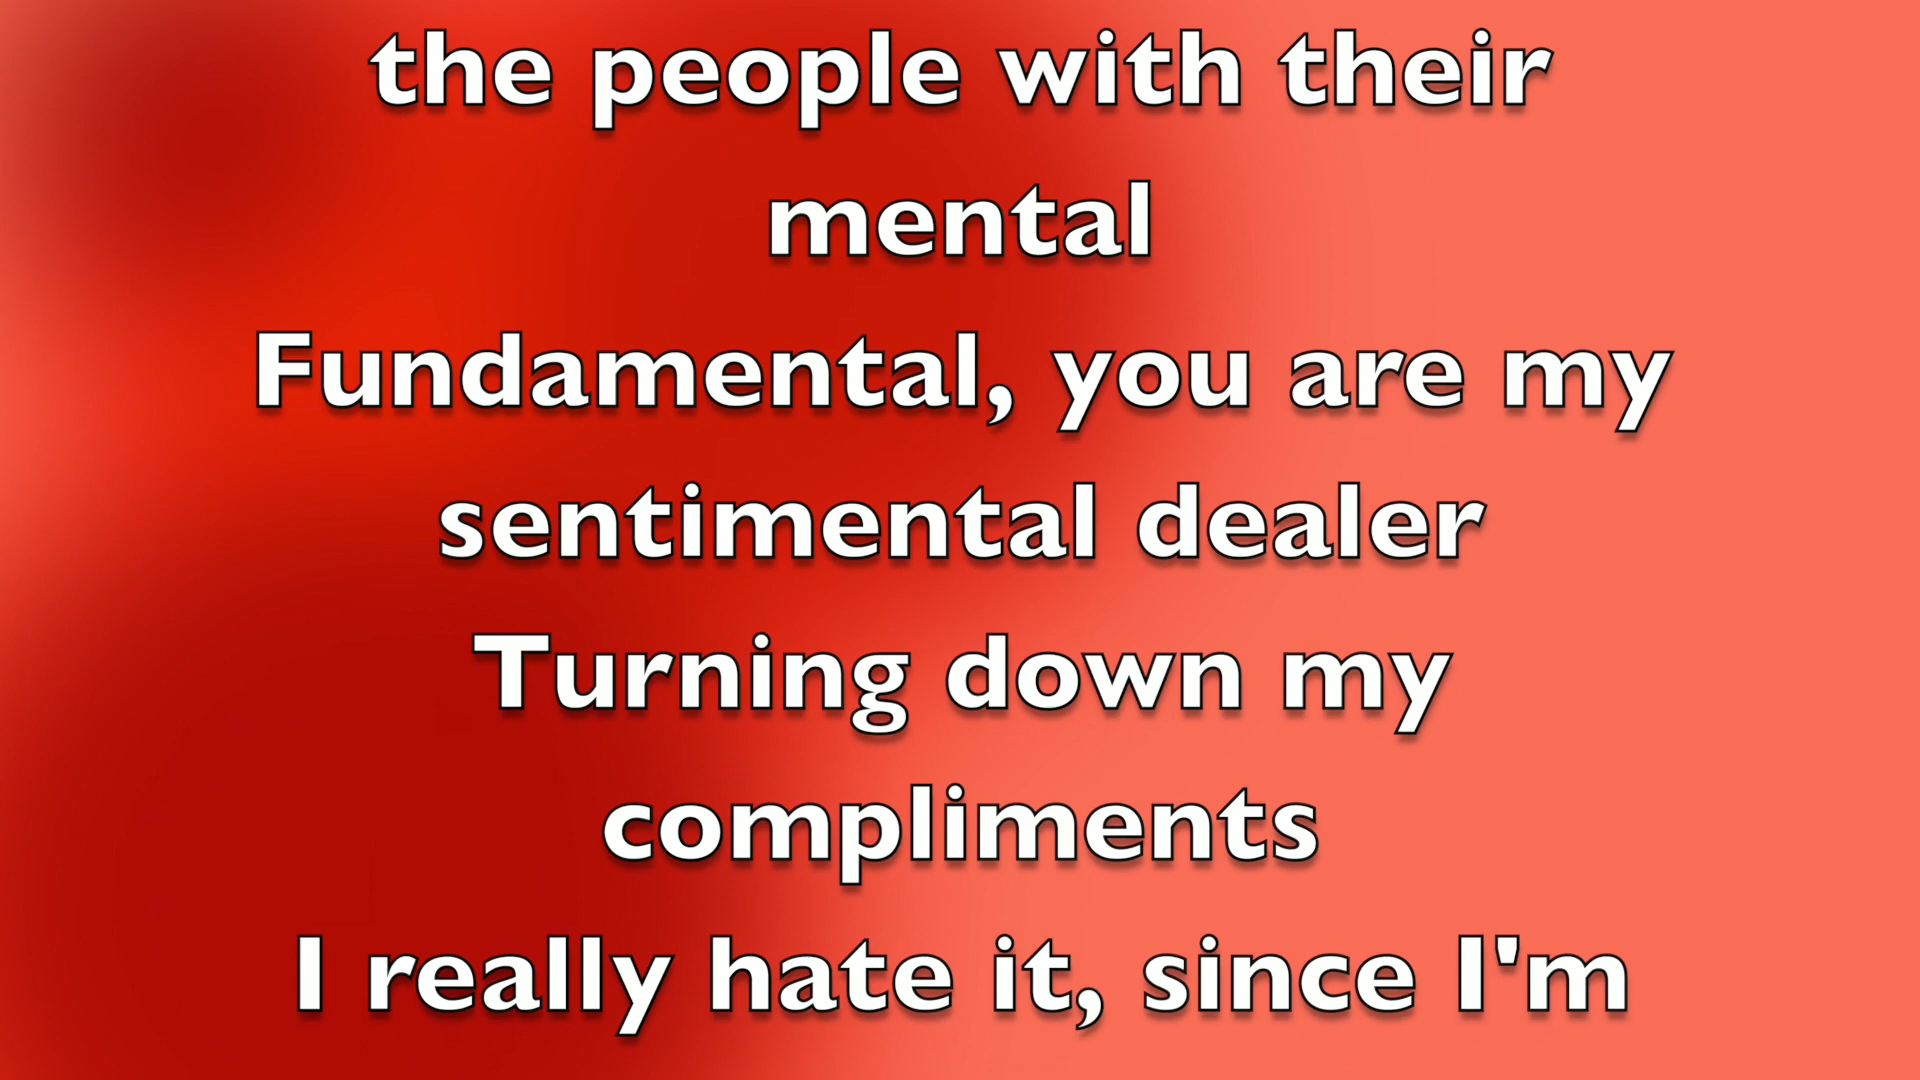 the people with their
mental
Fundamental, you are my
sentimental dealer
Turning down my
compliments
I really hate it, since I'm